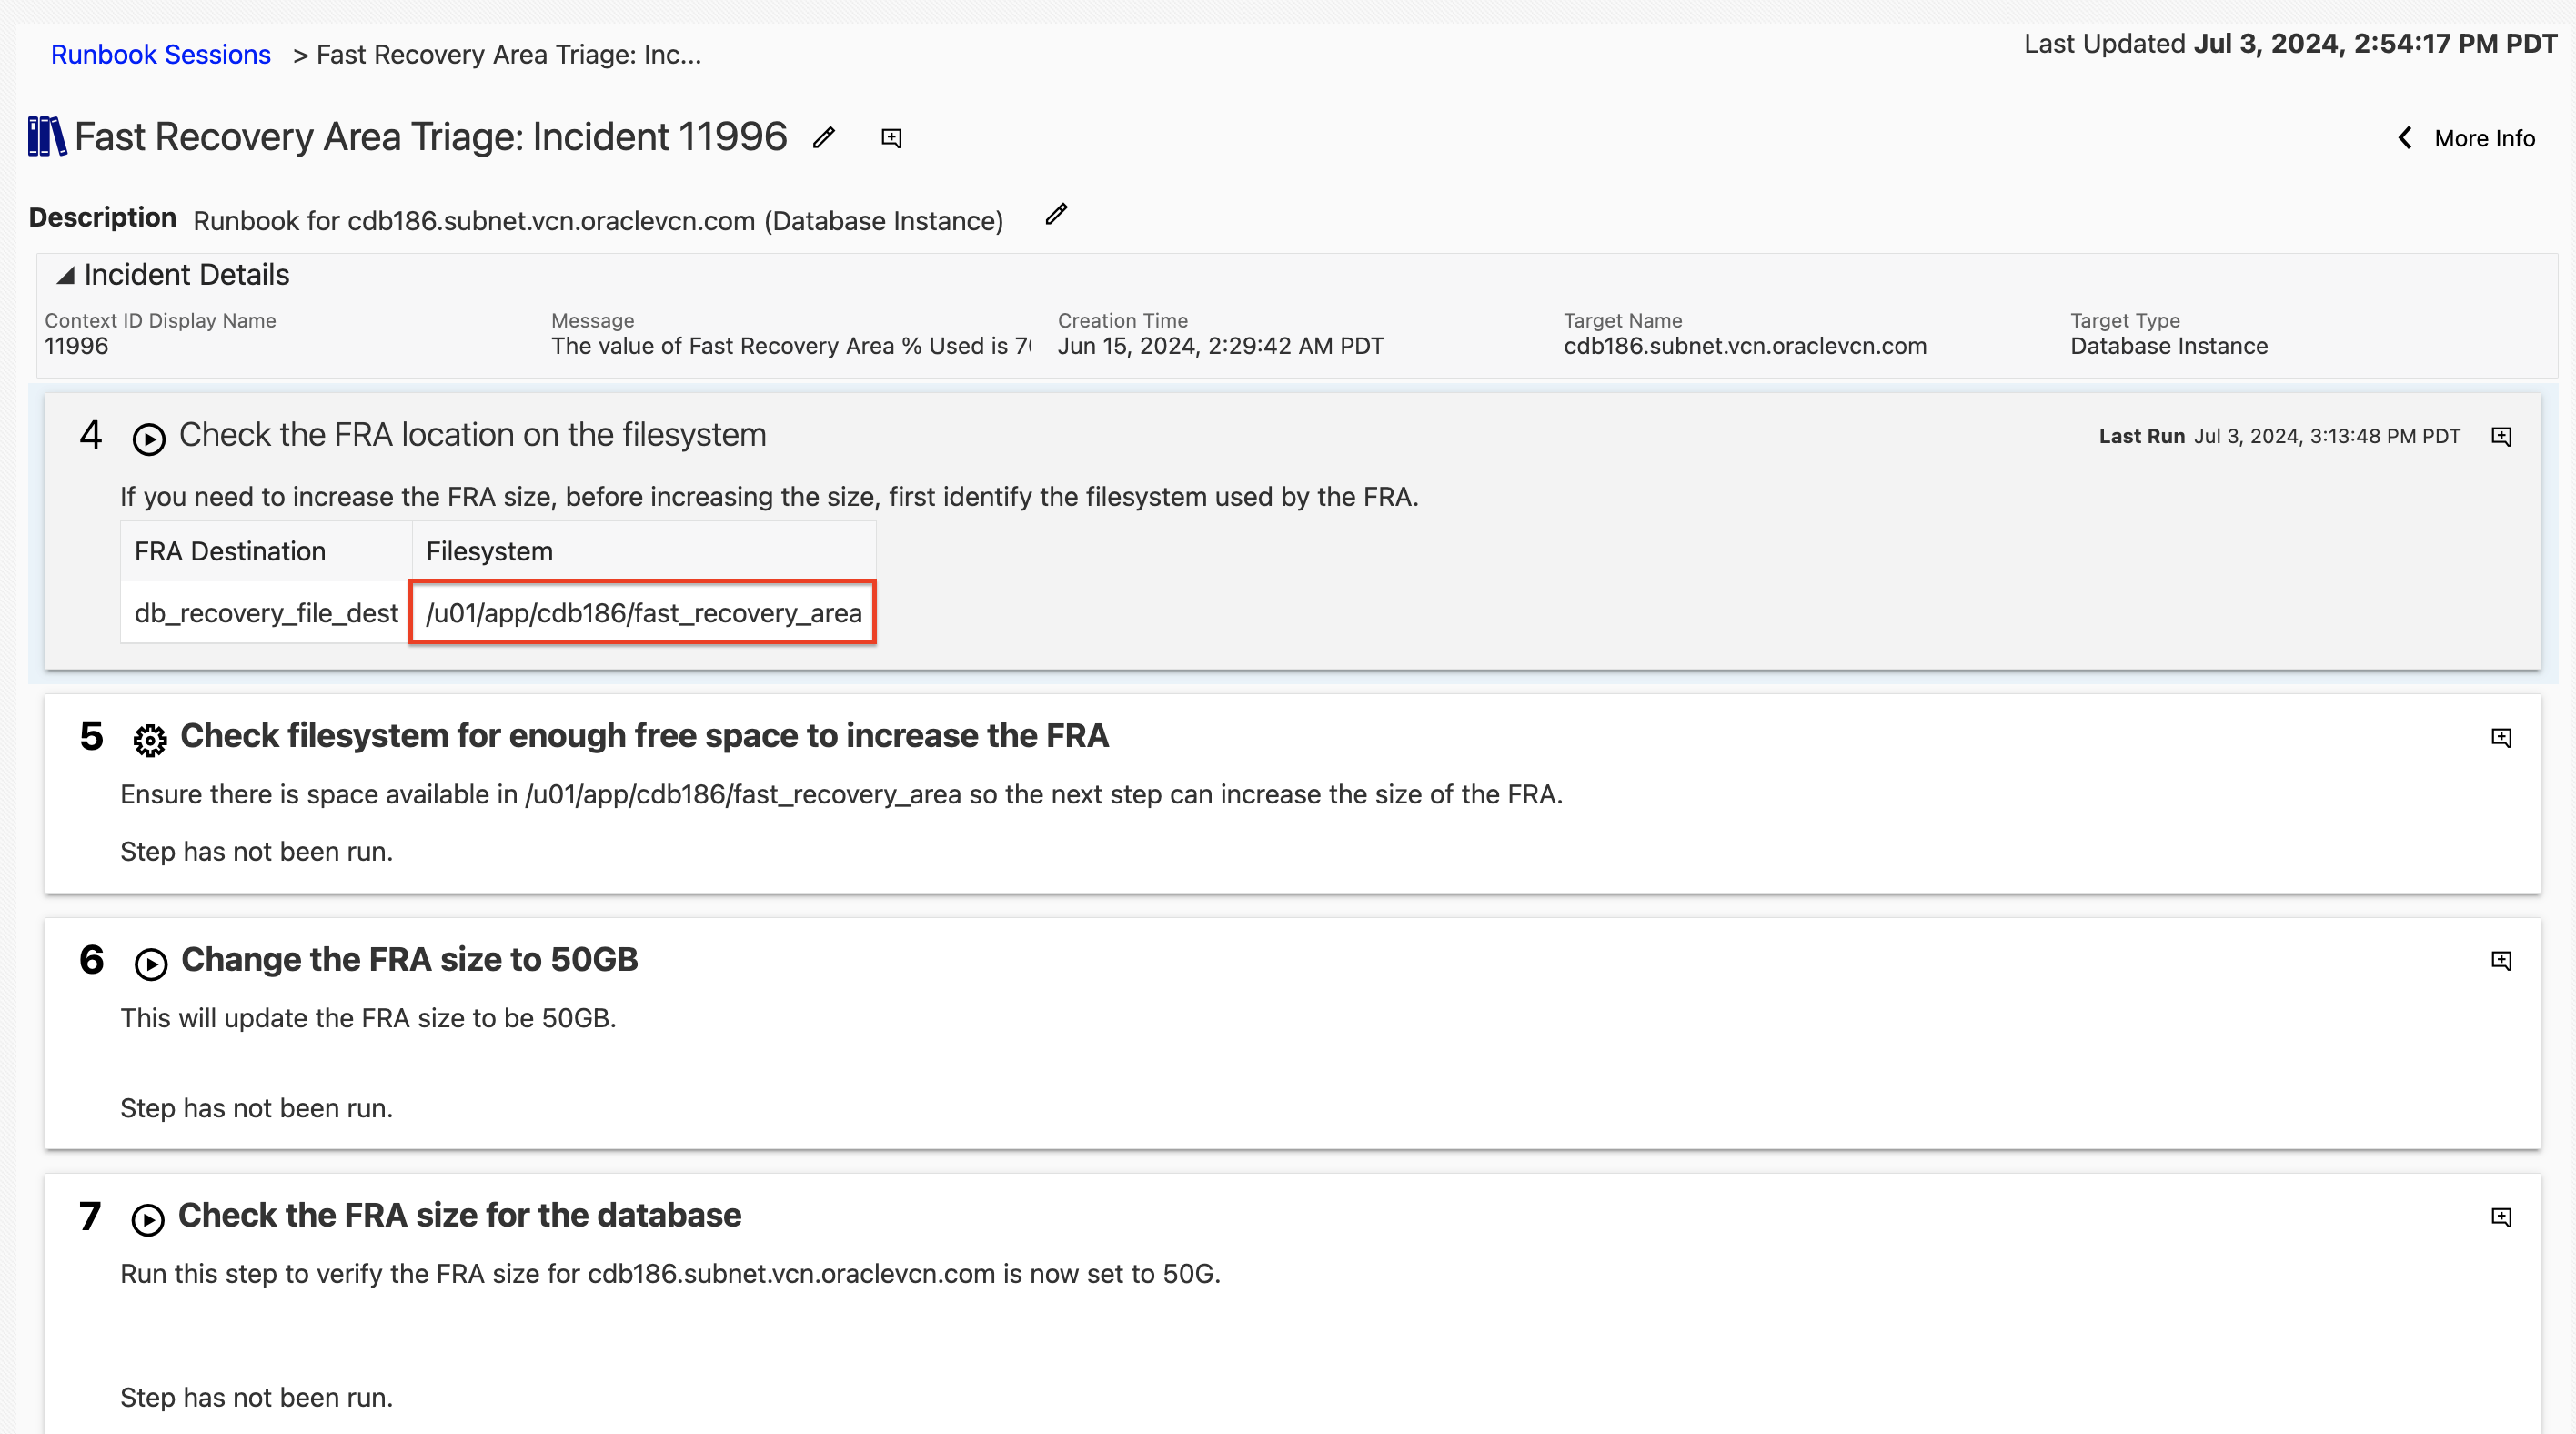 Runbook Sessions > Fast Recovery Area Triage: Inc...
Last Updated Jul 3, 2024, 2:54:17 PM PDT
Fast Recovery Area Triage: Incident 11996
More Info
Description Runbook for cdb186.subnet.vcn.oraclevcn.com (Database Instance)
Incident Details
Context ID Display Name
11996
Message
The value of Fast Recovery Area % Used is
Creation Time
Jun 15, 2024, 2:29:42 AM PDT
Target Name
cdb186.subnet.vcn.oraclevcn.com
Target Type
Database Instance
4 Check the FRA location on the filesystem
Last Run Jul 3, 2024, 3:13:48 PM PDT
If you need to increase the FRA size, before increasing the size, first identify the filesystem used by the FRA.
FRA Destination Filesystem
db_recovery_file_dest /u01/app/cdb186/fast_recovery_area
5 Check filesystem for enough free space to increase the FRA
Ensure there is space available in /u01/app/cdb186/fast_recovery_area so the next step can increase the size of the FRA.
Step has not been run.
6 Change the FRA size to 50GB
This will update the FRA size to be 50GB.
Step has not been run.
7 Check the FRA size for the database
Run this step to verify the FRA size for cdb186.subnet.vcn.oraclevcn.com is now set to 50G.
Step has not been run.